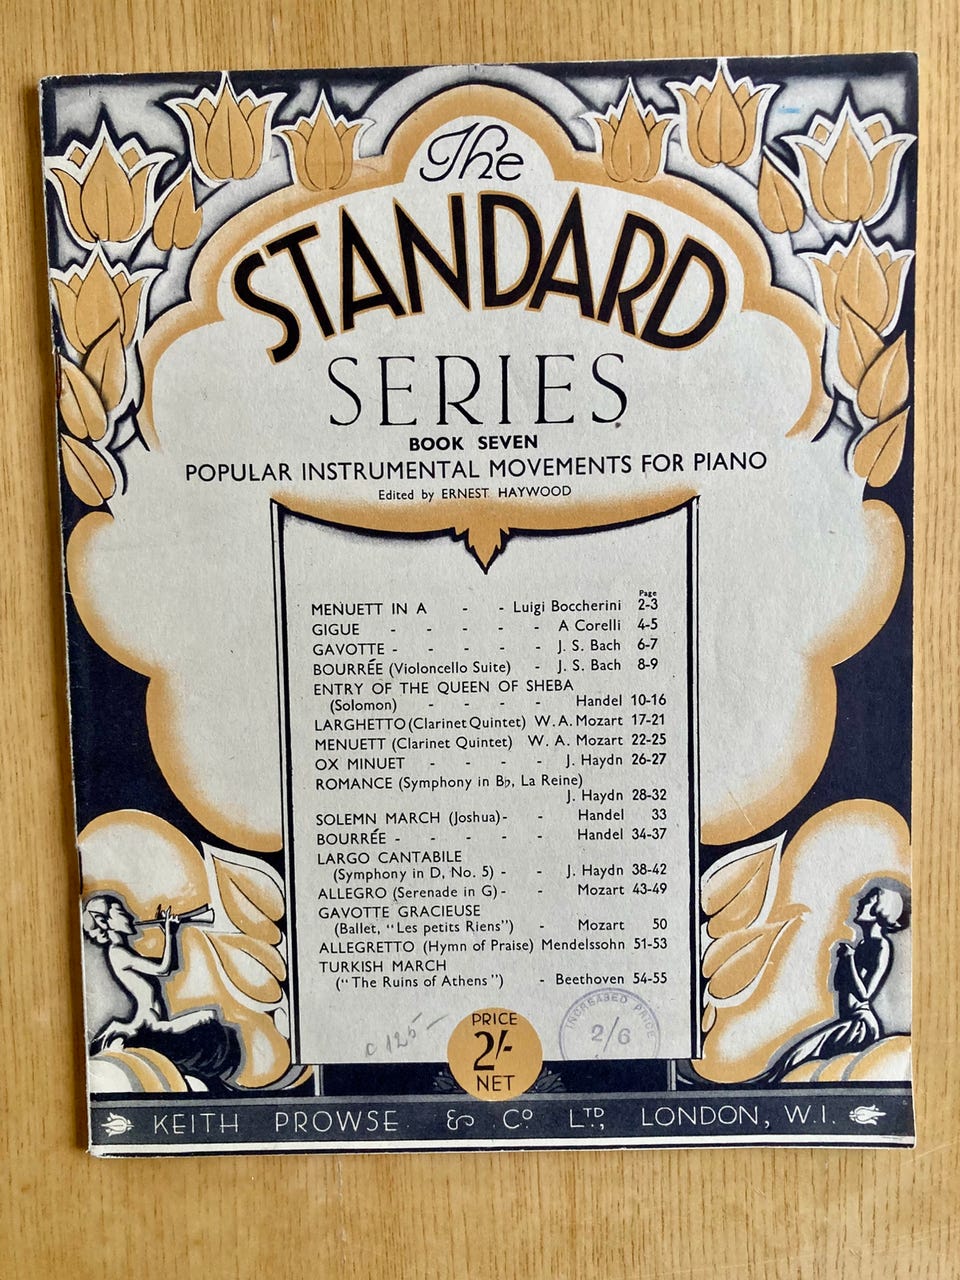 The
STANDARD
SERIES
BOOK SEVEN
POPULAR INSTRUMENTAL MOVEMENTS FOR PIANO
Edited by ERNEST HAYWOOD
Page
MENUETT IN A - - Luigi Boccherini 2-3
GIGUE - - - - - A Corelli 4-5
GAVOTTE - - - - - J. S. Bach 6-7
BOURRÉE (Violoncello Suite) - J. S. Bach 8-9
ENTRY OF THE QUEEN OF SHEBA
(Solomon) - - - - Handel 10-16
LARGHETTO (Clarinet Quintet) W. A. Mozart 17-21
MENUETT (Clarinet Quintet) W. A. Mozart 22-25
OX MINUET - - - - J. Haydn 26-27
ROMANCE (Symphony in B♭, La Reine)
J. Haydn 28-32
SOLEMN MARCH (Joshua) - - Handel 33
BOURRÉE - - - - - Handel 34-37
LARGO CANTABILE
(Symphony in D, No. 5) - - J. Haydn 38-42
ALLEGRO (Serenade in G) - - Mozart 43-49
GAVOTTE GRACIEUSE
(Ballet, "Les petits Riens") - Mozart 50
ALLEGRETTO (Hymn of Praise) Mendelssohn 51-53
TURKISH MARCH
("The Ruins of Athens") - Beethoven 54-55
INCREASED PRICE
2/6
PRICE
2/-
NET
KEITH PROWSE & Co LTD., LONDON, W.I.